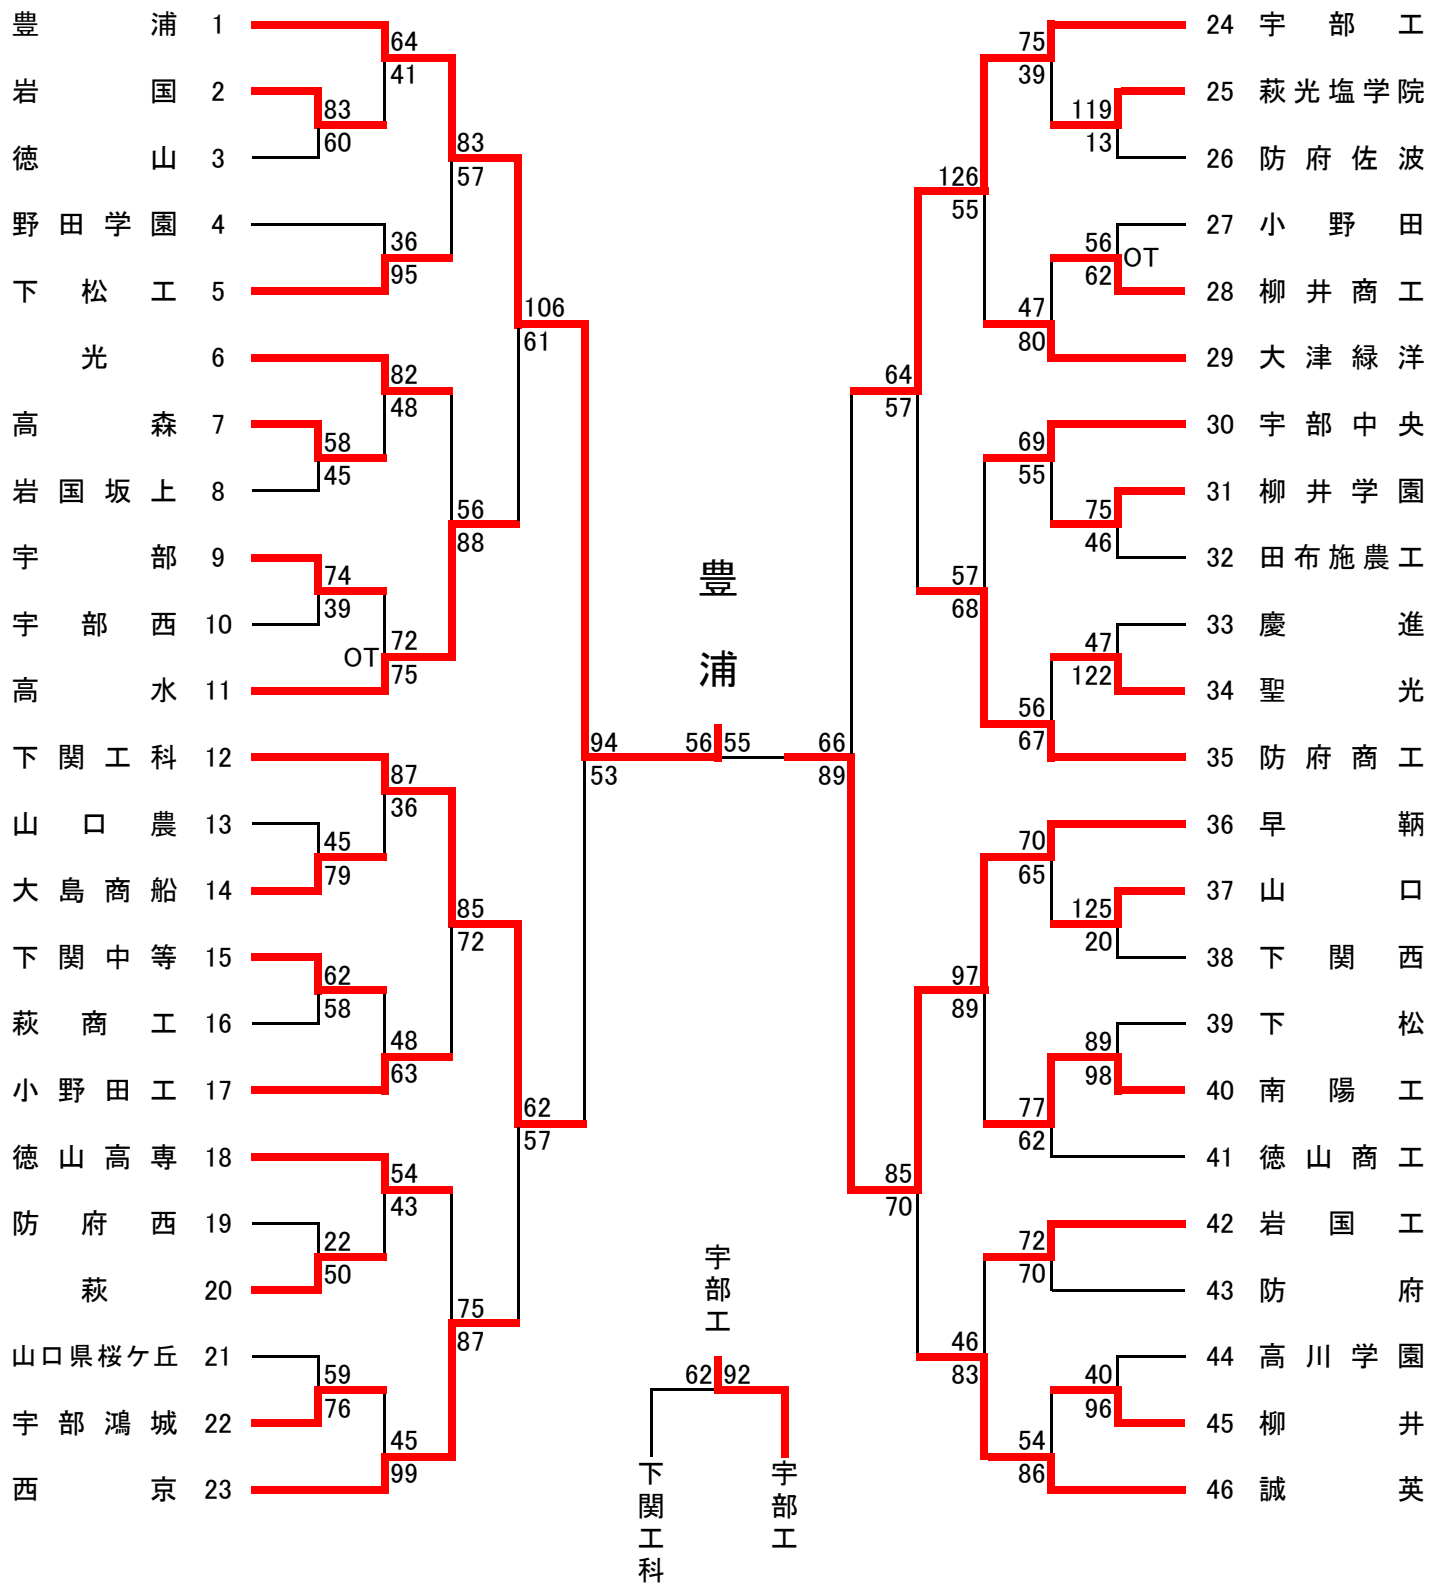 豊浦 1
岩国 2
徳山 3
野田学園 4
下松工 5
光 6
高森 7
岩国坂上 8
宇部 9
宇部西 10
高水 11
下関工科 12
山口農 13
大島商船 14
下関中等 15
萩商工 16
小野田工 17
徳山高専 18
防府西 19
萩 20
山口県桜ケ丘 21
宇部鴻城 22
西京 23
83
60
58
45
74
39
45
79
62
58
22
50
59
76
64
41
36
95
82
48
OT
72
75
87
36
48
63
54
43
45
99
83
57
56
88
85
72
75
87
106
61
62
57
94
53
豊浦
56 55
宇部工
62 92
下関工科
宇部工
66
89
64
57
85
70
126
55
57
68
97
89
46
83
75
39
47
80
69
55
56
67
70
65
77
62
72
70
54
86
119
13
56
62
OT
75
46
47
122
125
20
89
98
40
96
24 宇部工
25 萩光塩学院
26 防府佐波
27 小野田
28 柳井商工
29 大津緑洋
30 宇部中央
31 柳井学園
32 田布施農工
33 慶進
34 聖光
35 防府商工
36 早鞆
37 山口
38 下関西
39 下松
40 南陽工
41 徳山商工
42 岩国工
43 防府
44 高川学園
45 柳井
46 誠英